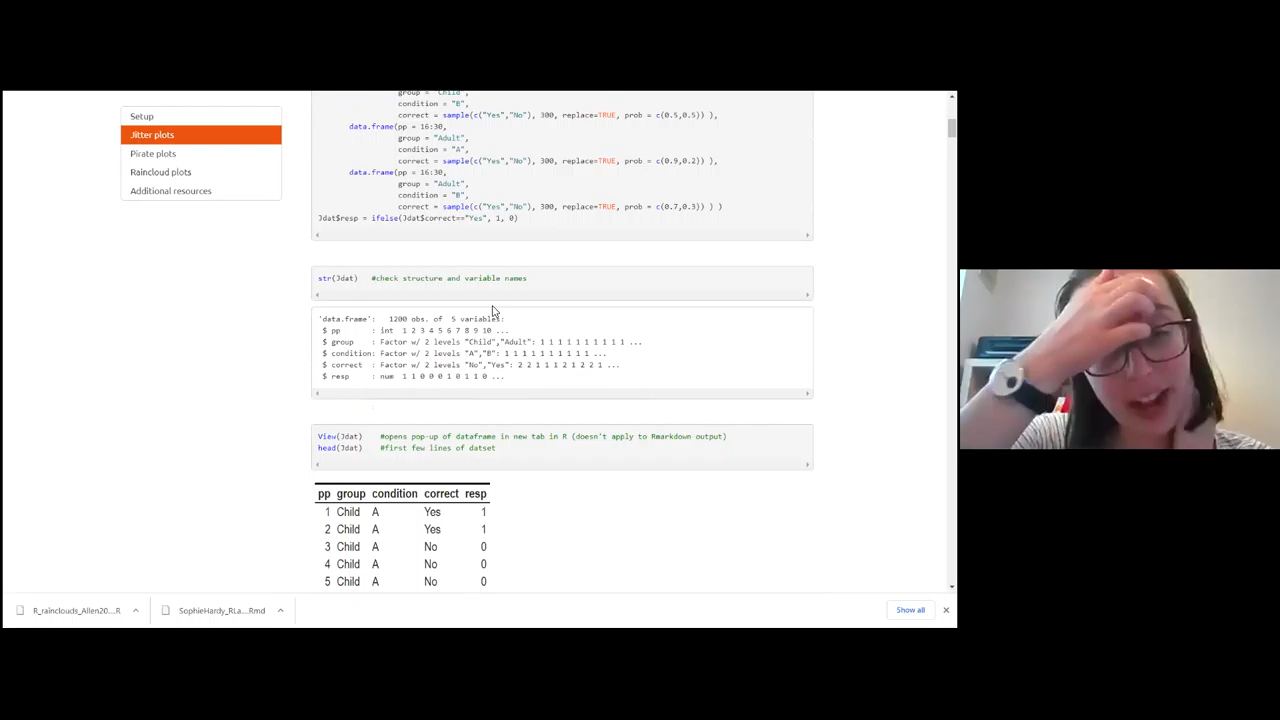 Setup
Jitter plots
Pirate plots
Raincloud plots
Additional resources
group = "Child",
condition = "B",
correct = sample(c("Yes","No"), 300, replace=TRUE, prob = c(0.5,0.5)) ),
data.frame(pp = 16:30,
group = "Adult",
condition = "A",
correct = sample(c("Yes","No"), 300, replace=TRUE, prob = c(0.9,0.2)) ),
data.frame(pp = 16:30,
group = "Adult",
condition = "B",
correct = sample(c("Yes","No"), 300, replace=TRUE, prob = c(0.7,0.3)) ) )
Jdat$resp = ifelse(Jdat$correct=="Yes", 1, 0)
str(Jdat) #check structure and variable names
'data.frame': 1200 obs. of 5 variables:
$ pp : int 1 2 3 4 5 6 7 8 9 10 ...
$ group : Factor w/ 2 levels "Child","Adult": 1 1 1 1 1 1 1 1 1 1 ...
$ condition: Factor w/ 2 levels "A","B": 1 1 1 1 1 1 1 1 1 1 ...
$ correct : Factor w/ 2 levels "No","Yes": 2 2 1 1 1 2 1 2 2 1 ...
$ resp : num 1 1 0 0 0 1 0 1 1 0 ...
View(Jdat) #opens pop-up of dataframe in new tab in R (doesn't apply to Rmarkdown output)
head(Jdat) #first few lines of datset
pp group condition correct resp
1 Child A Yes 1
2 Child A Yes 1
3 Child A No 0
4 Child A No 0
5 Child A No 0
R_rainclouds_Allen20....R
SophieHardy_RLa....Rmd
Show all